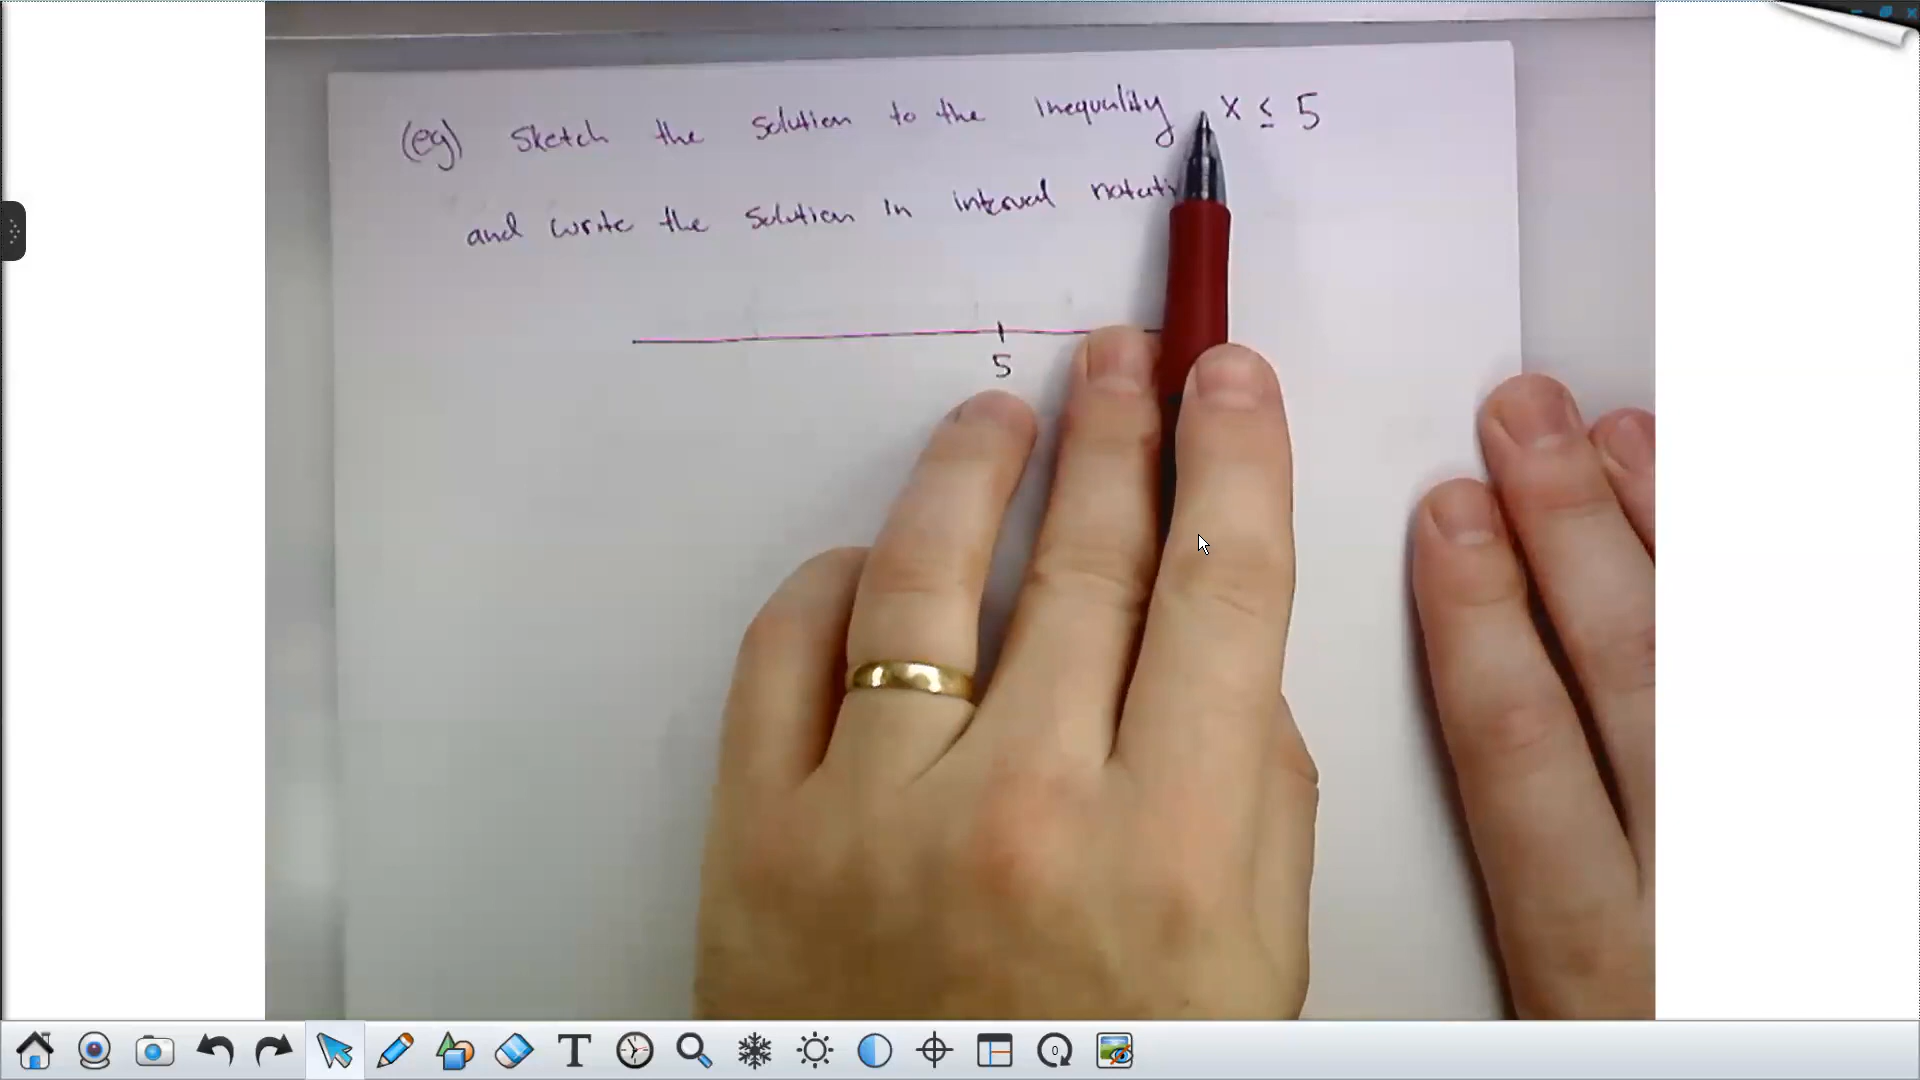 (eg) Sketch the solution to the inequality x ≤ 5
and write the solution in interval
5